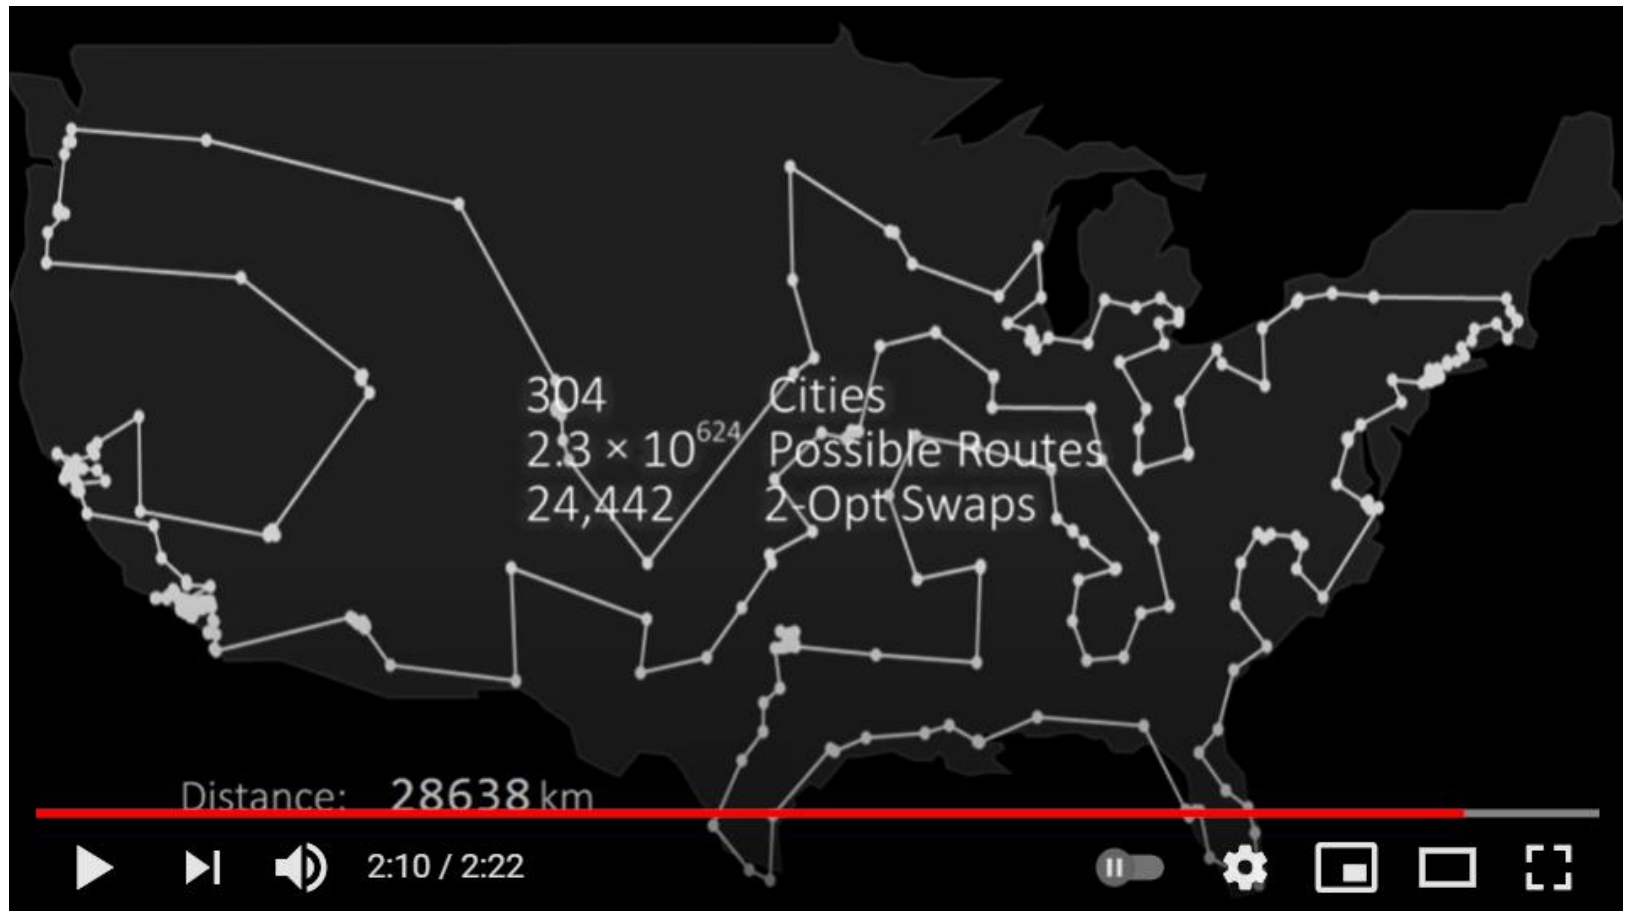 304 Cities
2.3 × 10^624 Possible Routes
24,442 2-Opt Swaps
Distance: 28638 km
2:10 / 2:22